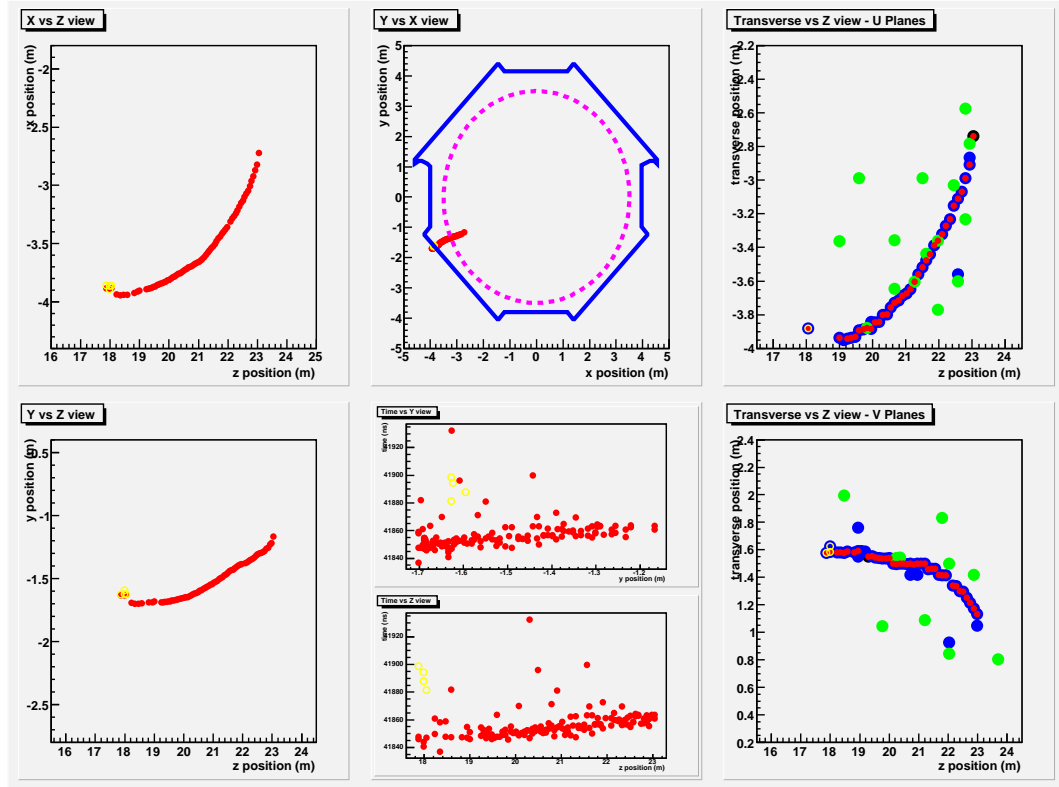 X vs Z view
x position (m)
-2
-2.5
-3
-3.5
-4
16 17 18 19 20 21 22 23 24 25
z position (m)
Y vs X view
y position (m)
5
4
3
2
1
0
-1
-2
-3
-4
-5
-5 -4 -3 -2 -1 0 1 2 3 4 5
x position (m)
Transverse vs Z view - U Planes
transverse position (m)
-2.2
-2.4
-2.6
-2.8
-3
-3.2
-3.4
-3.6
-3.8
-4
17 18 19 20 21 22 23 24
z position (m)
Y vs Z view
y position (m)
-0.5
-1
-1.5
-2
-2.5
16 17 18 19 20 21 22 23 24
z position (m)
Time vs Y view
time (ns)
41920
41900
41880
41860
41840
-1.7 -1.6 -1.5 -1.4 -1.3 -1.2
y position (m)
Time vs Z view
time (ns)
41920
41900
41880
41860
41840
18 19 20 21 22 23
z position (m)
Transverse vs Z view - V Planes
transverse position (m)
2.4
2.2
2
1.8
1.6
1.4
1.2
1
0.8
0.6
0.4
0.2
16 17 18 19 20 21 22 23 24
z position (m)